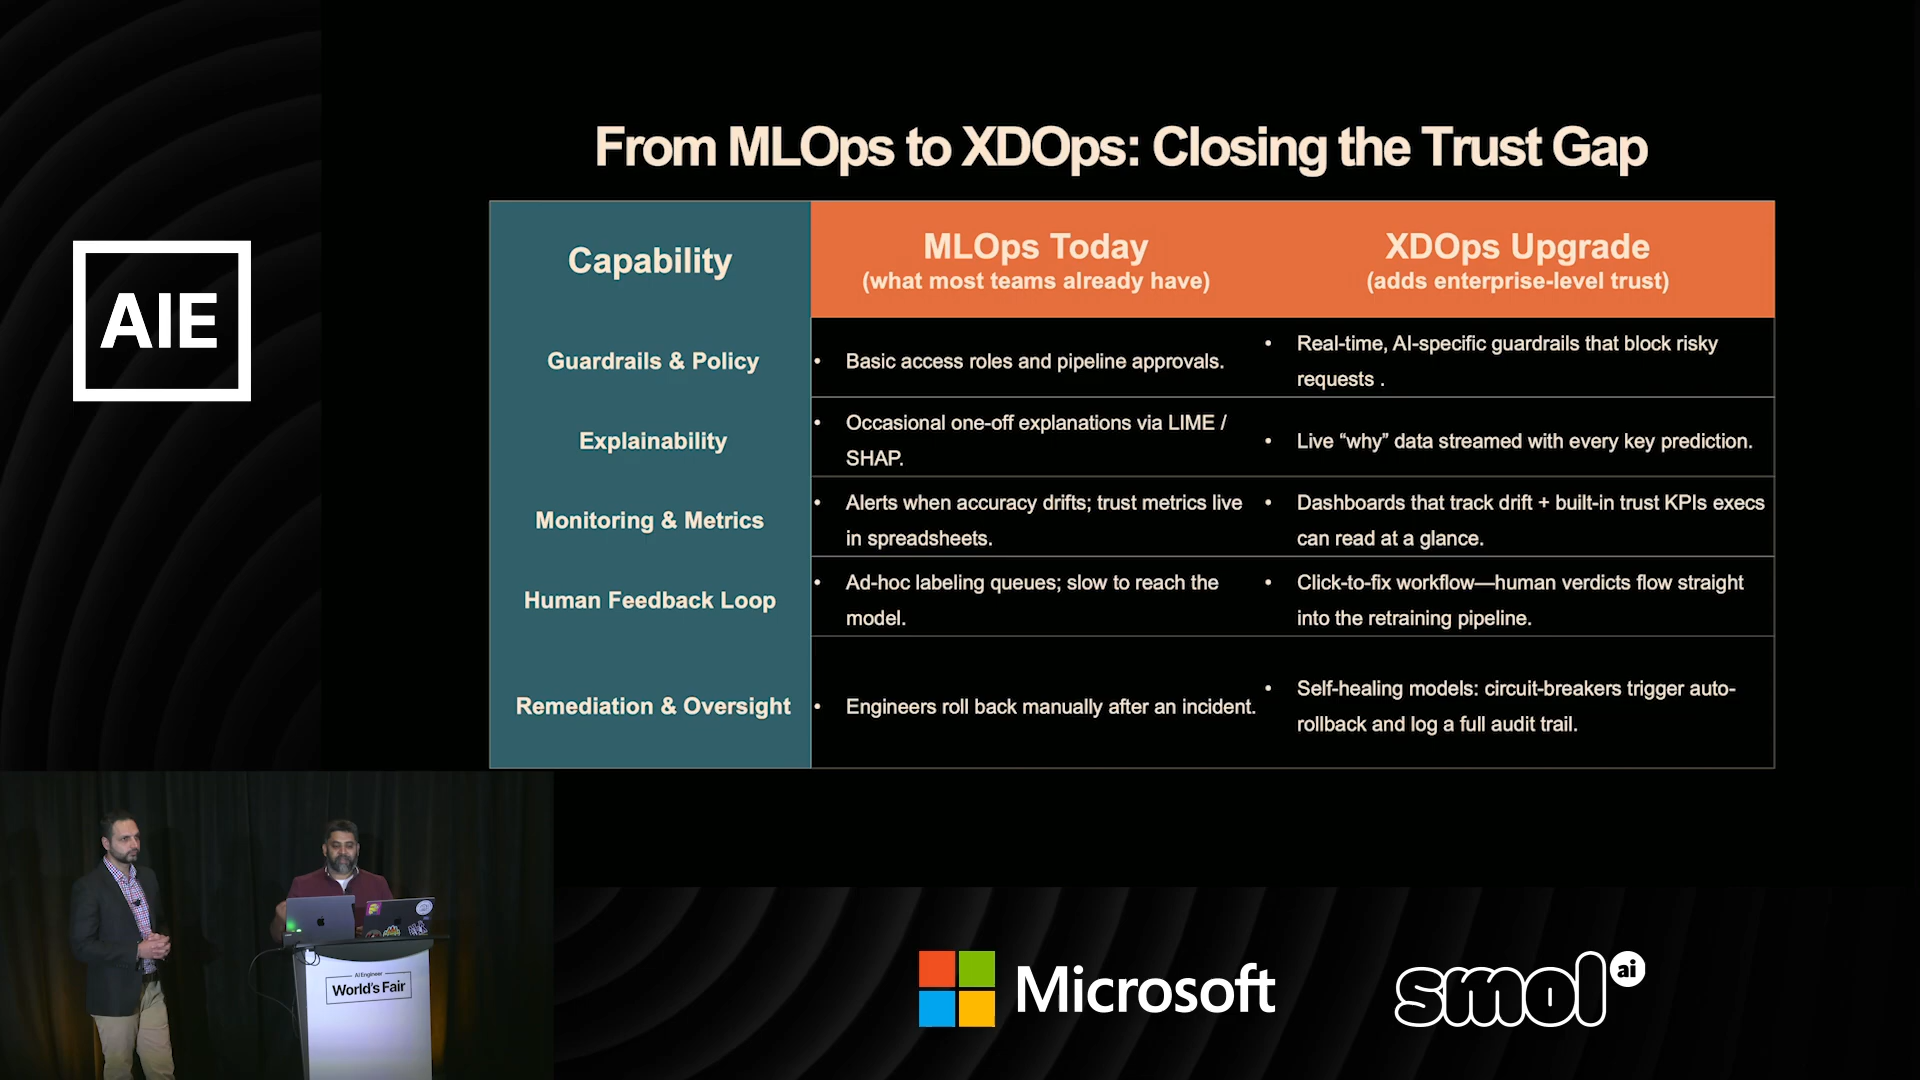 AIE
From MLOps to XDOps: Closing the Trust Gap
Capability
MLOps Today
(what most teams already have)
XDOps Upgrade
(adds enterprise-level trust)
Guardrails & Policy
• Basic access roles and pipeline approvals.
• Real-time, AI-specific guardrails that block risky
requests .
Explainability
• Occasional one-off explanations via LIME /
SHAP.
• Live “why” data streamed with every key prediction.
Monitoring & Metrics
• Alerts when accuracy drifts; trust metrics live
in spreadsheets.
• Dashboards that track drift + built-in trust KPIs execs
can read at a glance.
Human Feedback Loop
• Ad-hoc labeling queues; slow to reach the
model.
• Click-to-fix workflow—human verdicts flow straight
into the retraining pipeline.
Remediation & Oversight
• Engineers roll back manually after an incident.
• Self-healing models: circuit-breakers trigger auto-
rollback and log a full audit trail.
AI Engineer
World's Fair
Microsoft
smol ai